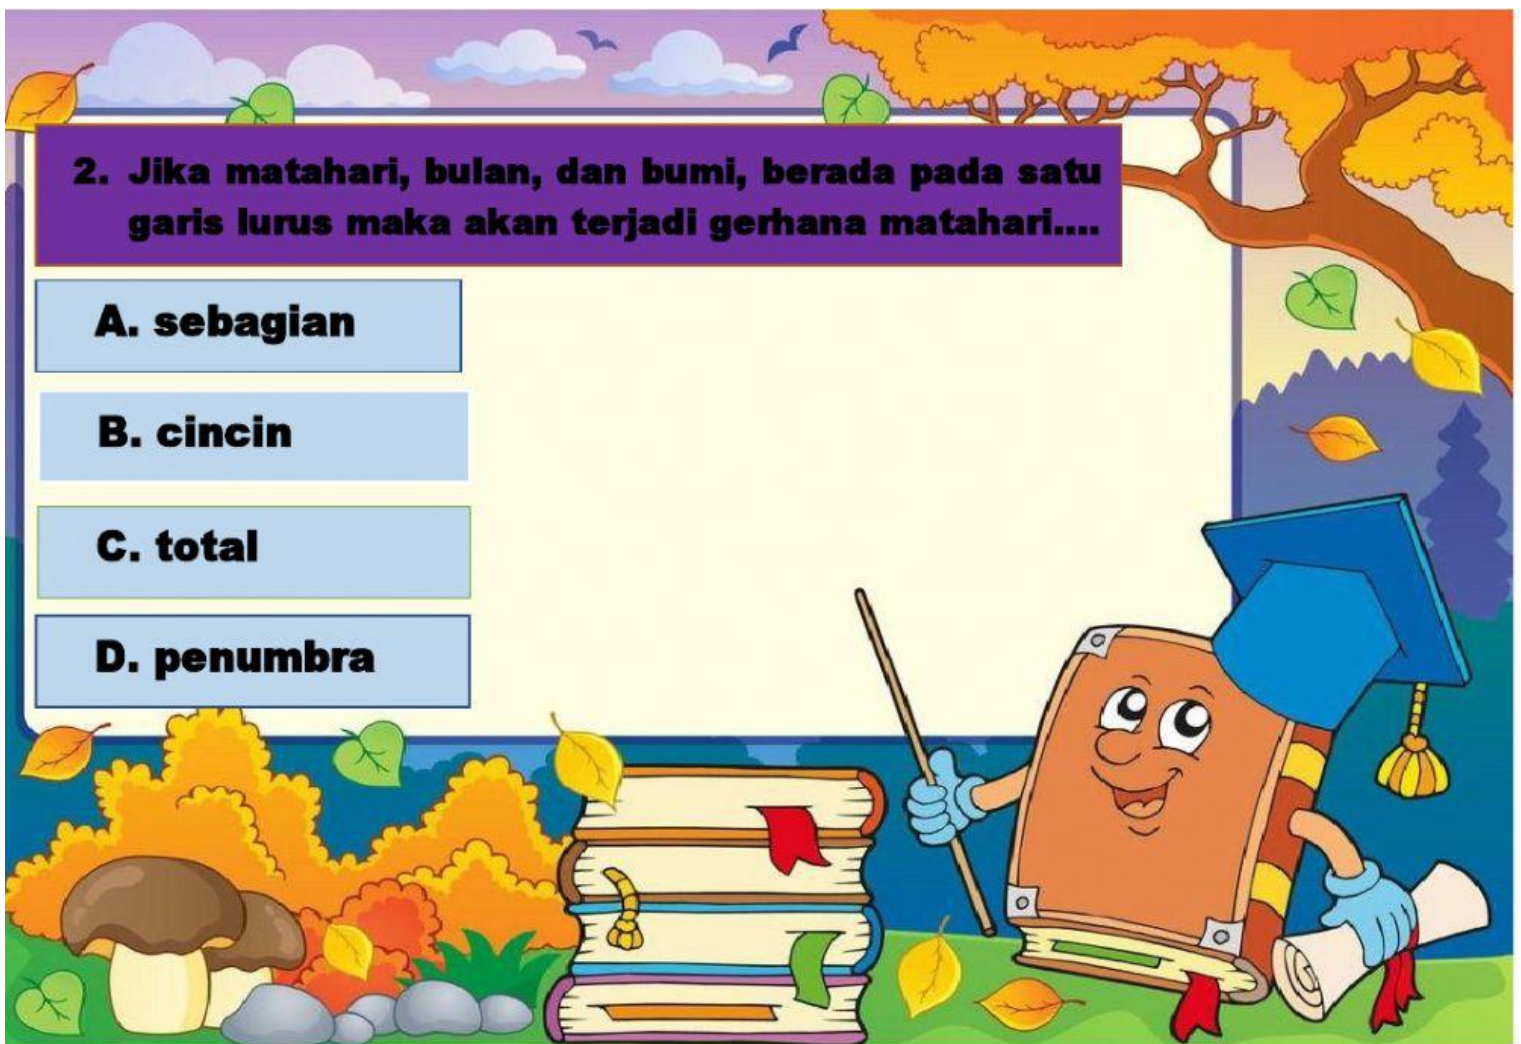 2. Jika matahari, bulan, dan bumi, berada pada satu
garis lurus maka akan terjadi gerhana matahari....
A. sebagian
B. cincin
C. total
D. penumbra